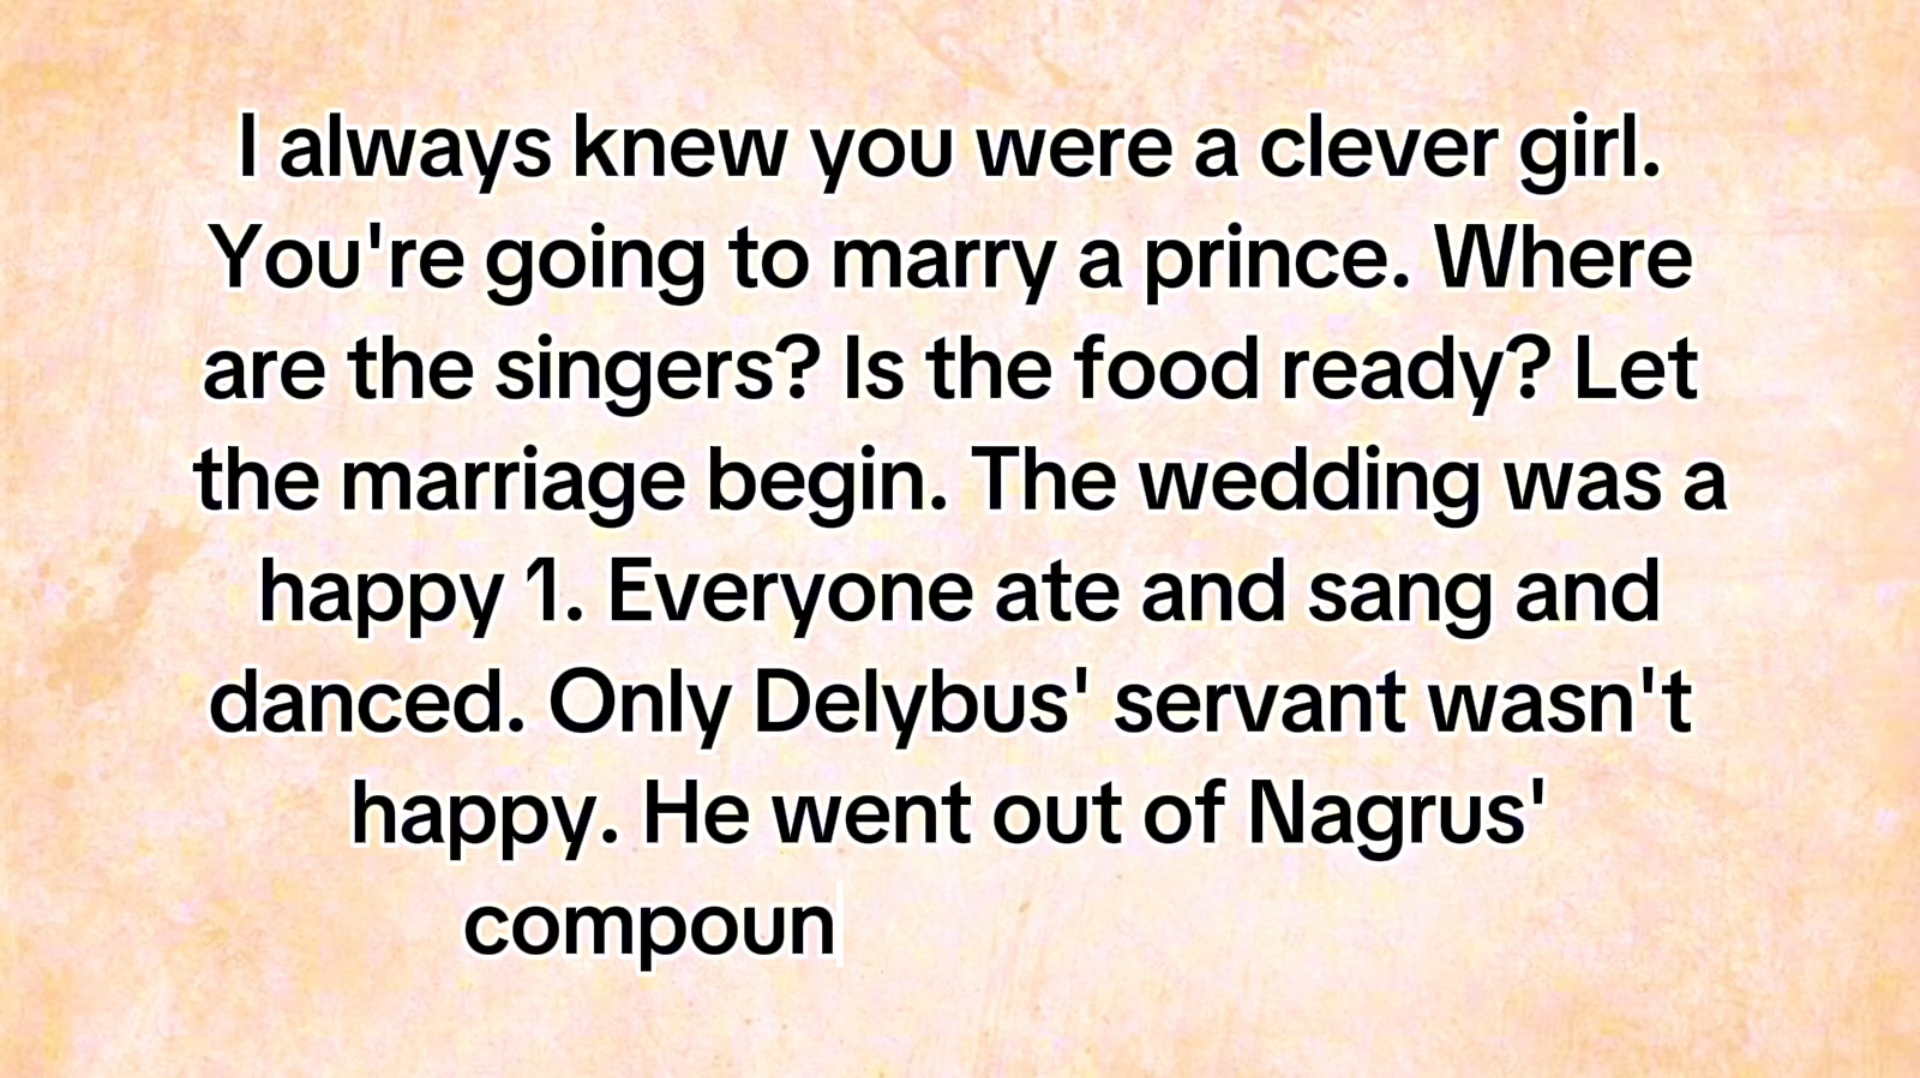 I always knew you were a clever girl.
You're going to marry a prince. Where
are the singers? Is the food ready? Let
the marriage begin. The wedding was a
happy 1. Everyone ate and sang and
danced. Only Delybus' servant wasn't
happy. He went out of Nagrus'
compoun